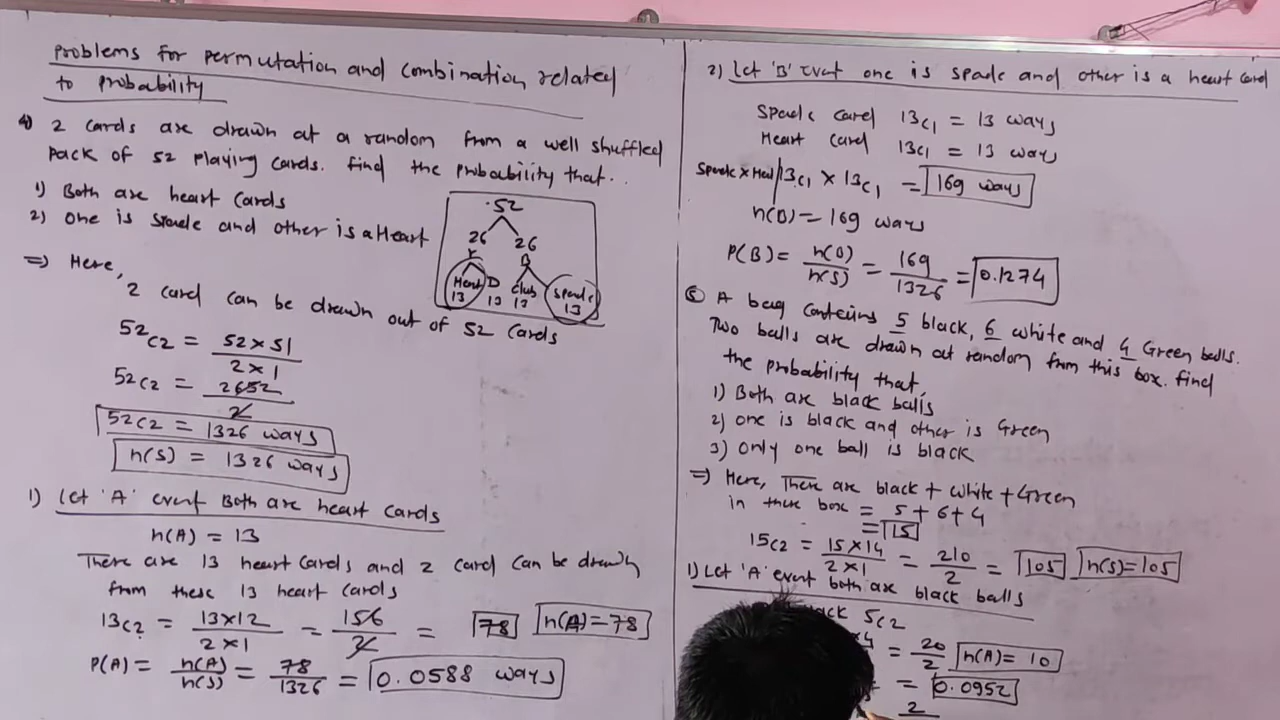 Problems for permutation and combination related
to probability
4) 2 cards are drawn at a random from a well shuffled
pack of 52 playing cards. find the probability that..
1) Both are heart cards
2) one is Spade and other is a Heart
52
26 26
R B
Heart D Club Spade
13 13 13 13
⇒ Here,
2 card can be drawn out of 52 cards
52C2 = 52×51 / 2×1
52C2 = 2652 / 2
52C2 = 1326 ways
n(S) = 1326 ways
1) Let 'A' event Both are heart cards
n(A) = 13
There are 13 heart cards and 2 card can be drawn
from these 13 heart cards
13C2 = 13×12 / 2×1 = 156 / 2 = 78 n(A)=78
P(A) = n(A) / n(S) = 78 / 1326 = 0.0588 ways
2) Let 'B' Event one is spade and other is a heart card
Spade card 13C1 = 13 ways
Heart card 13C1 = 13 ways
13C1 × 13C1 = 169 ways
n(B) = 169 ways
P(B) = n(B) / n(S) = 169 / 1326 = 0.1274
5 A bag contains 5 black, 6 white and 4 Green balls.
Two balls are drawn at random from this box. find
the probability that,
1) Both are black balls
2) one is black and other is Green
3) only one ball is black
⇒ Here, There are black + white + Green
in there box = 5+6+4
= 15
15C2 = 15×14 / 2×1 = 210 / 2 = 105 n(S)=105
1) Let 'A' event both are black balls
5C2
= 20 / 2 n(A)= 10
= 0.0952
2